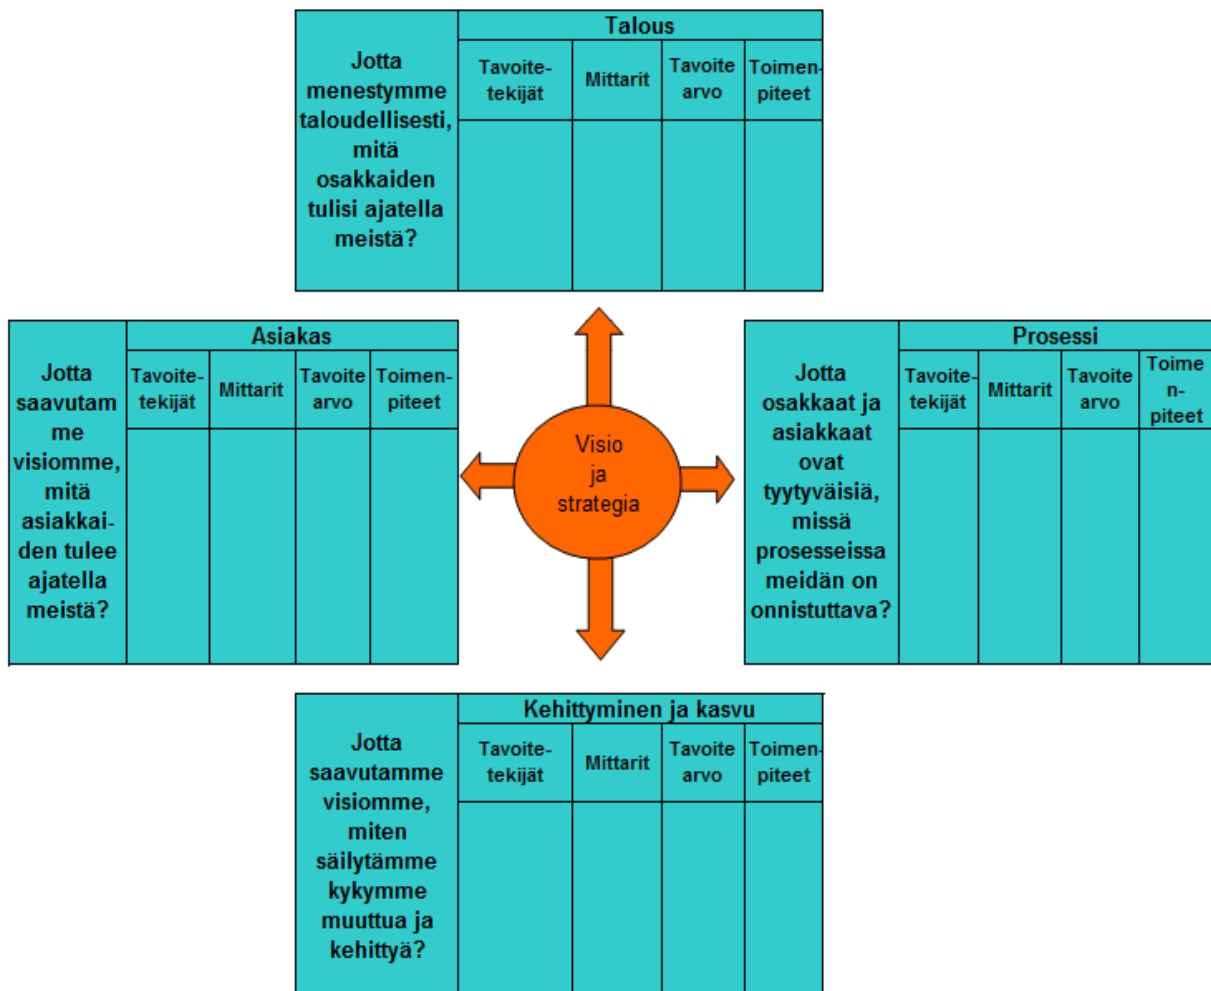 Talous
Jotta
menestymme
taloudellisesti,
mitä
osakkaiden
tulisi ajatella
meistä?
Tavoite-
tekijät
Mittarit
Tavoite
arvo
Toimen-
piteet
Asiakas
Jotta
saavutam
me
visiomme,
mitä
asiakkai-
den tulee
ajatella
meistä?
Tavoite-
tekijät
Mittarit
Tavoite
arvo
Toimen-
piteet
Visio
ja
strategia
Prosessi
Jotta
osakkaat ja
asiakkaat
ovat
tyytyväisiä,
missä
prosesseissa
meidän on
onnistuttava?
Tavoite-
tekijät
Mittarit
Tavoite
arvo
Toime
n-
piteet
Kehittyminen ja kasvu
Jotta
saavutamme
visiomme,
miten
säilytämme
kykymme
muuttua ja
kehittyä?
Tavoite-
tekijät
Mittarit
Tavoite
arvo
Toimen-
piteet